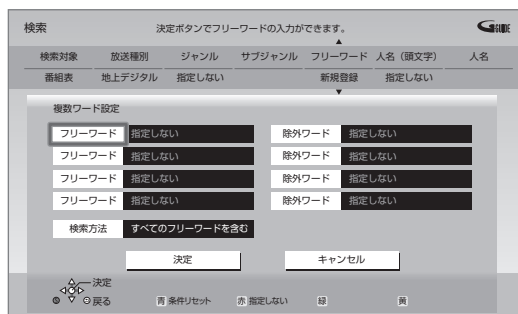 検索 決定ボタンでフリーワードの入力ができます。 G GUIDE
検索対象 放送種別 ジャンル サブジャンル フリーワード 人名（頭文字） 人名
番組表 地上デジタル 指定しない 新規登録 指定しない
複数ワード設定
フリーワード 指定しない 除外ワード 指定しない
フリーワード 指定しない 除外ワード 指定しない
フリーワード 指定しない 除外ワード 指定しない
フリーワード 指定しない 除外ワード 指定しない
検索方法 すべてのフリーワードを含む
決定 キャンセル
決定
戻る 青 条件リセット 赤 指定しない 緑 黄